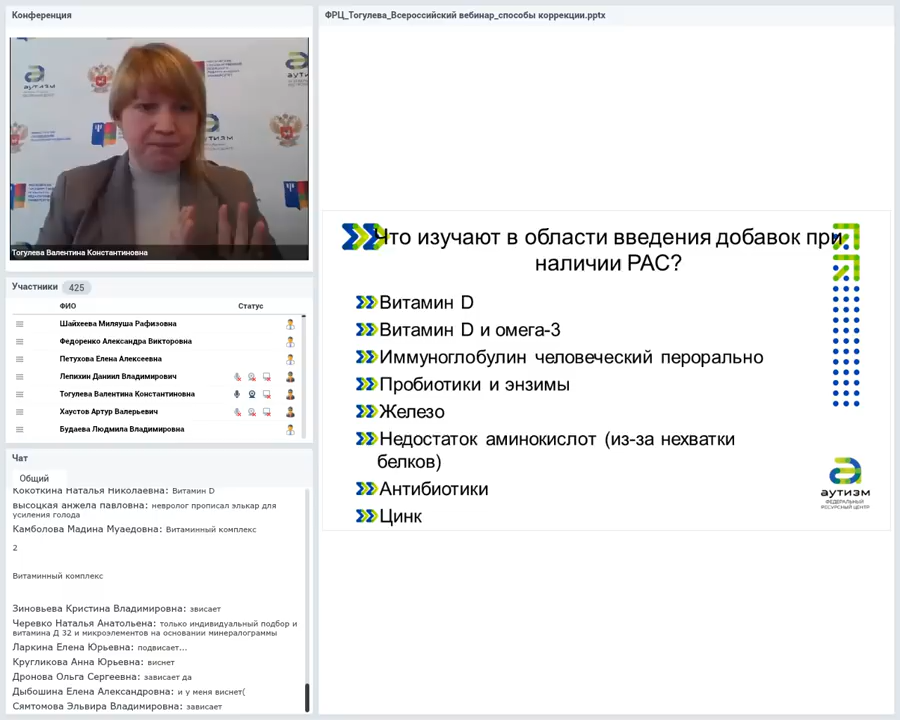 Конференция
ФРЦ_Тогулева_Всероссийский вебинар_способы коррекции.pptx
аутизм
аути
Тогулева Валентина Константиновна
Участники 425
ФИО Статус
Шайхеева Миляуша Рафизовна
Федоренко Александра Викторовна
Петухова Елена Алексеевна
Лепихин Даниил Владимирович
Тогулева Валентина Константиновна
Хаустов Артур Валерьевич
Будаева Людмила Владимировна
Чат
Общий
Кокоткина Наталья Николаевна: Витамин D
высоцкая анжела павловна: невролог прописал элькар для
усиления голода
Камболова Мадина Муаедовна: Витаминный комплекс
2
Витаминный комплекс
Зиновьева Кристина Владимировна: звисает
Черевко Наталья Анатольена: только индивидуальный подбор и
витамина Д 32 и микроэлементов на основании минералограммы
Ларкина Елена Юрьевна: подвисает...
Кругликова Анна Юрьевна: виснет
Дронова Ольга Сергеевна: зависает да
Дыбошина Елена Александровна: и у меня виснет(
Сямтомова Эльвира Владимировна: зависает
Что изучают в области введения добавок при
наличии РАС?
Витамин D
Витамин D и омега-3
Иммуноглобулин человеческий перорально
Пробиотики и энзимы
Железо
Недостаток аминокислот (из-за нехватки
белков)
Антибиотики
Цинк
аутизм
ФЕДЕРАЛЬНЫЙ
РЕСУРСНЫЙ ЦЕНТР